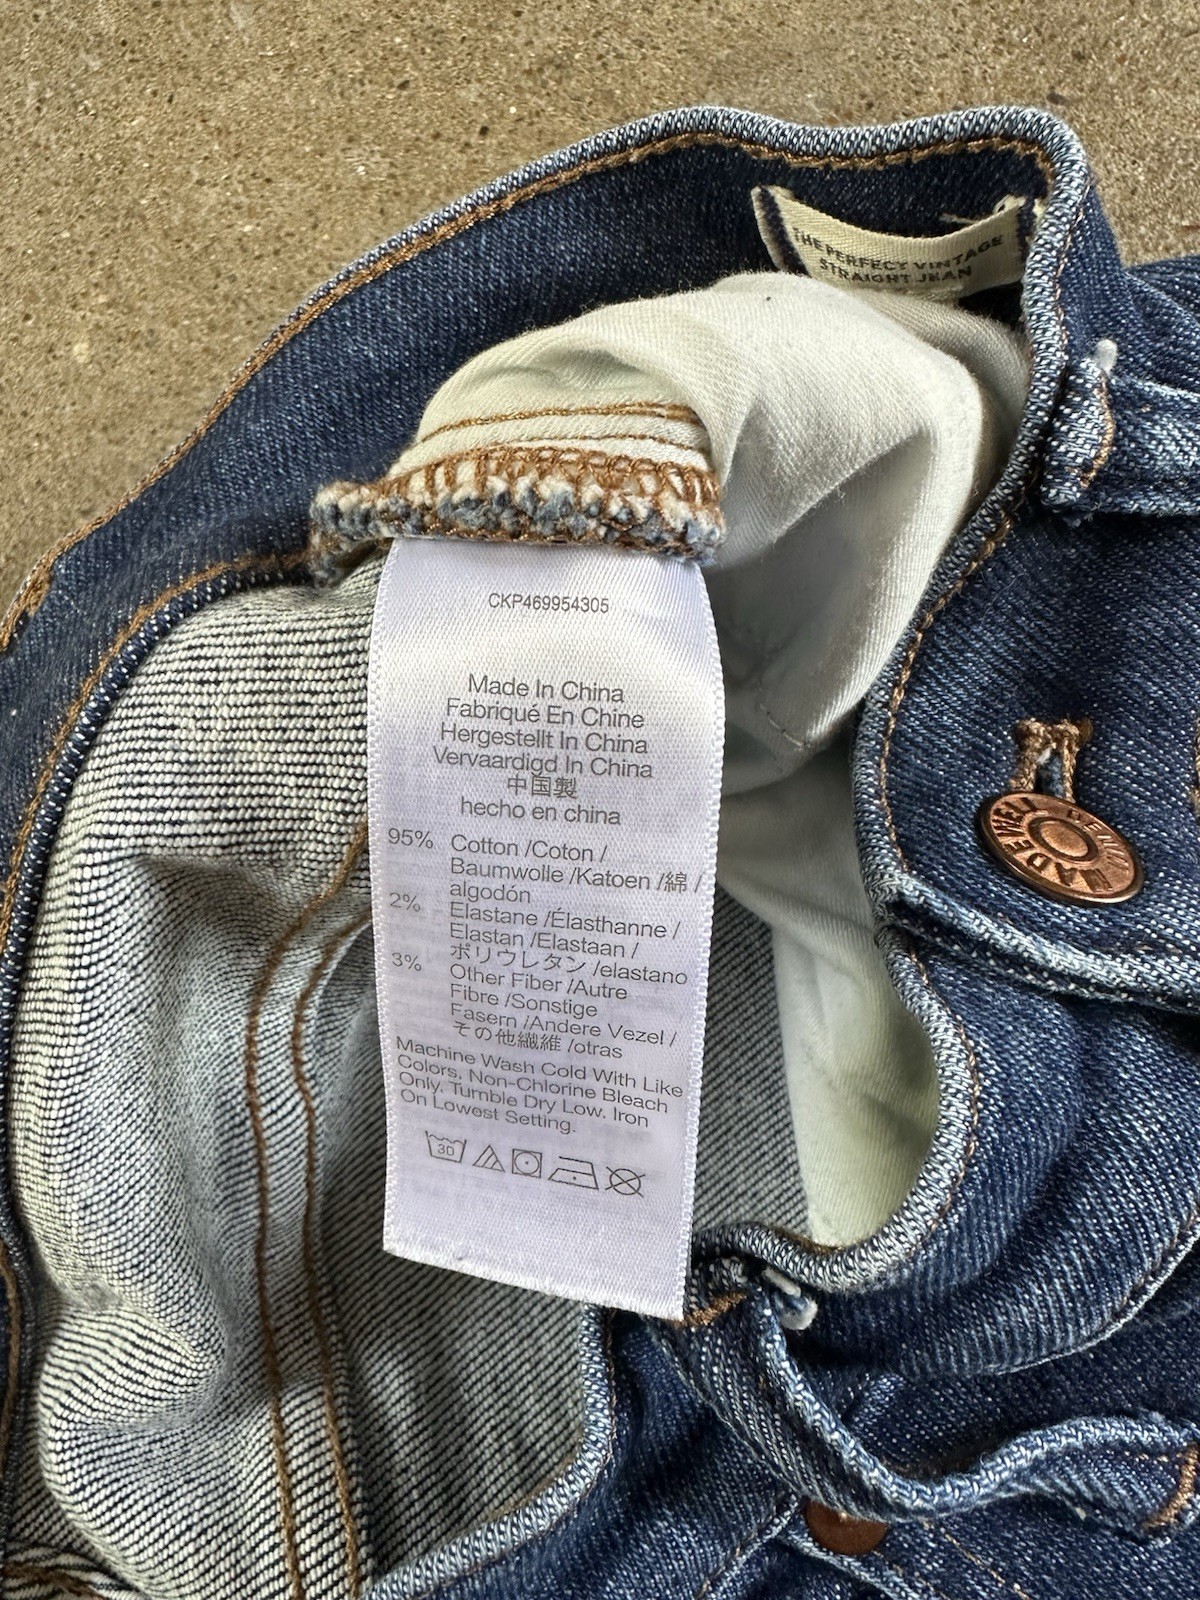 THE PERFECT VINTAGE
STRAIGHT JEAN
CKP469954305
Made In China
Fabriqué En Chine
Hergestellt In China
Vervaardigd In China
中国製
hecho en china
95% Cotton /Coton /
Baumwolle /Katoen /綿 /
algodón
2% Elastane /Élasthanne /
Elastan /Elastaan /
ポリウレタン /elastano
3% Other Fiber /Autre
Fibre /Sonstige
Fasern /Andere Vezel /
その他繊維 /otras
Machine Wash Cold With Like
Colors. Non-Chlorine Bleach
Only. Tumble Dry Low. Iron
On Lowest Setting.
30
MADEWELL DENIM